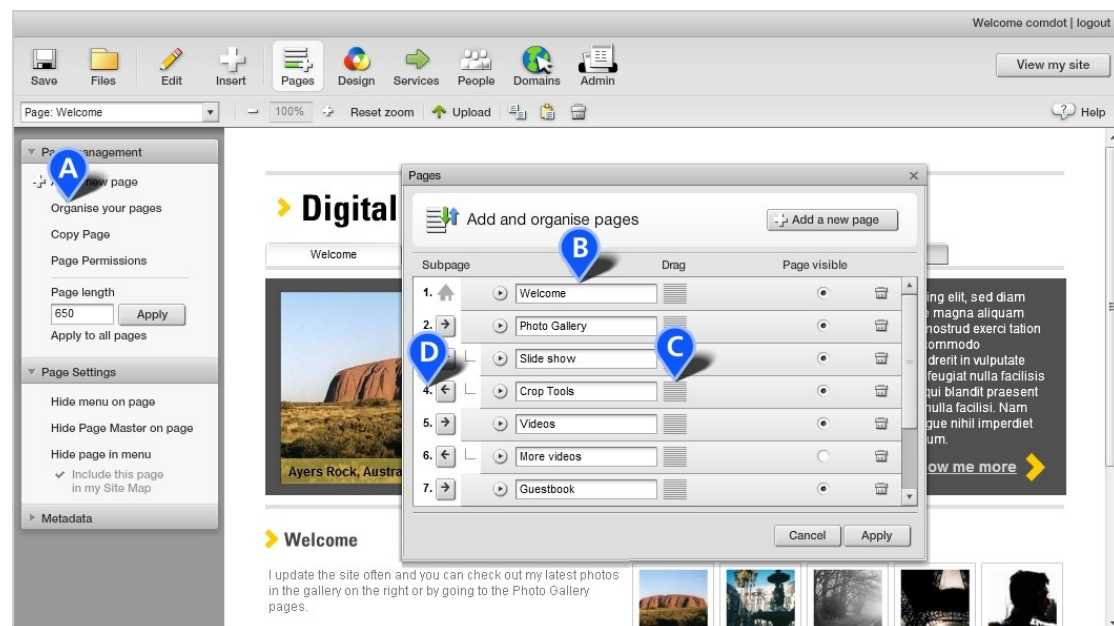 Welcome comdot | logout
Save Files Edit Insert Pages Design Services People Domains Admin
View my site
Page: Welcome
100% Reset zoom Upload
Help
Organise your pages
Copy Page
Page Permissions
Page length
650 Apply
Apply to all pages
Page Settings
Hide menu on page
Hide Page Master on page
Hide page in menu
Include this page
in my Site Map
Metadata
A
B
C
D
Digital
Welcome
Ayers Rock, Austra
Pages
Add and organise pages
Add a new page
Subpage Drag Page visible
1. Welcome
2. Photo Gallery
Slide show
4. Crop Tools
5. Videos
6. More videos
7. Guestbook
Cancel Apply
ing elit, sed diam
magna aliquam
nostrud exerci tation
commodo
drerit in vulputate
feugiat nulla facilisis
qui blandit praesent
nulla facilisi. Nam
gue nihil imperdiet
um.
ow me more
Welcome
I update the site often and you can check out my latest photos
in the gallery on the right or by going to the Photo Gallery
pages.